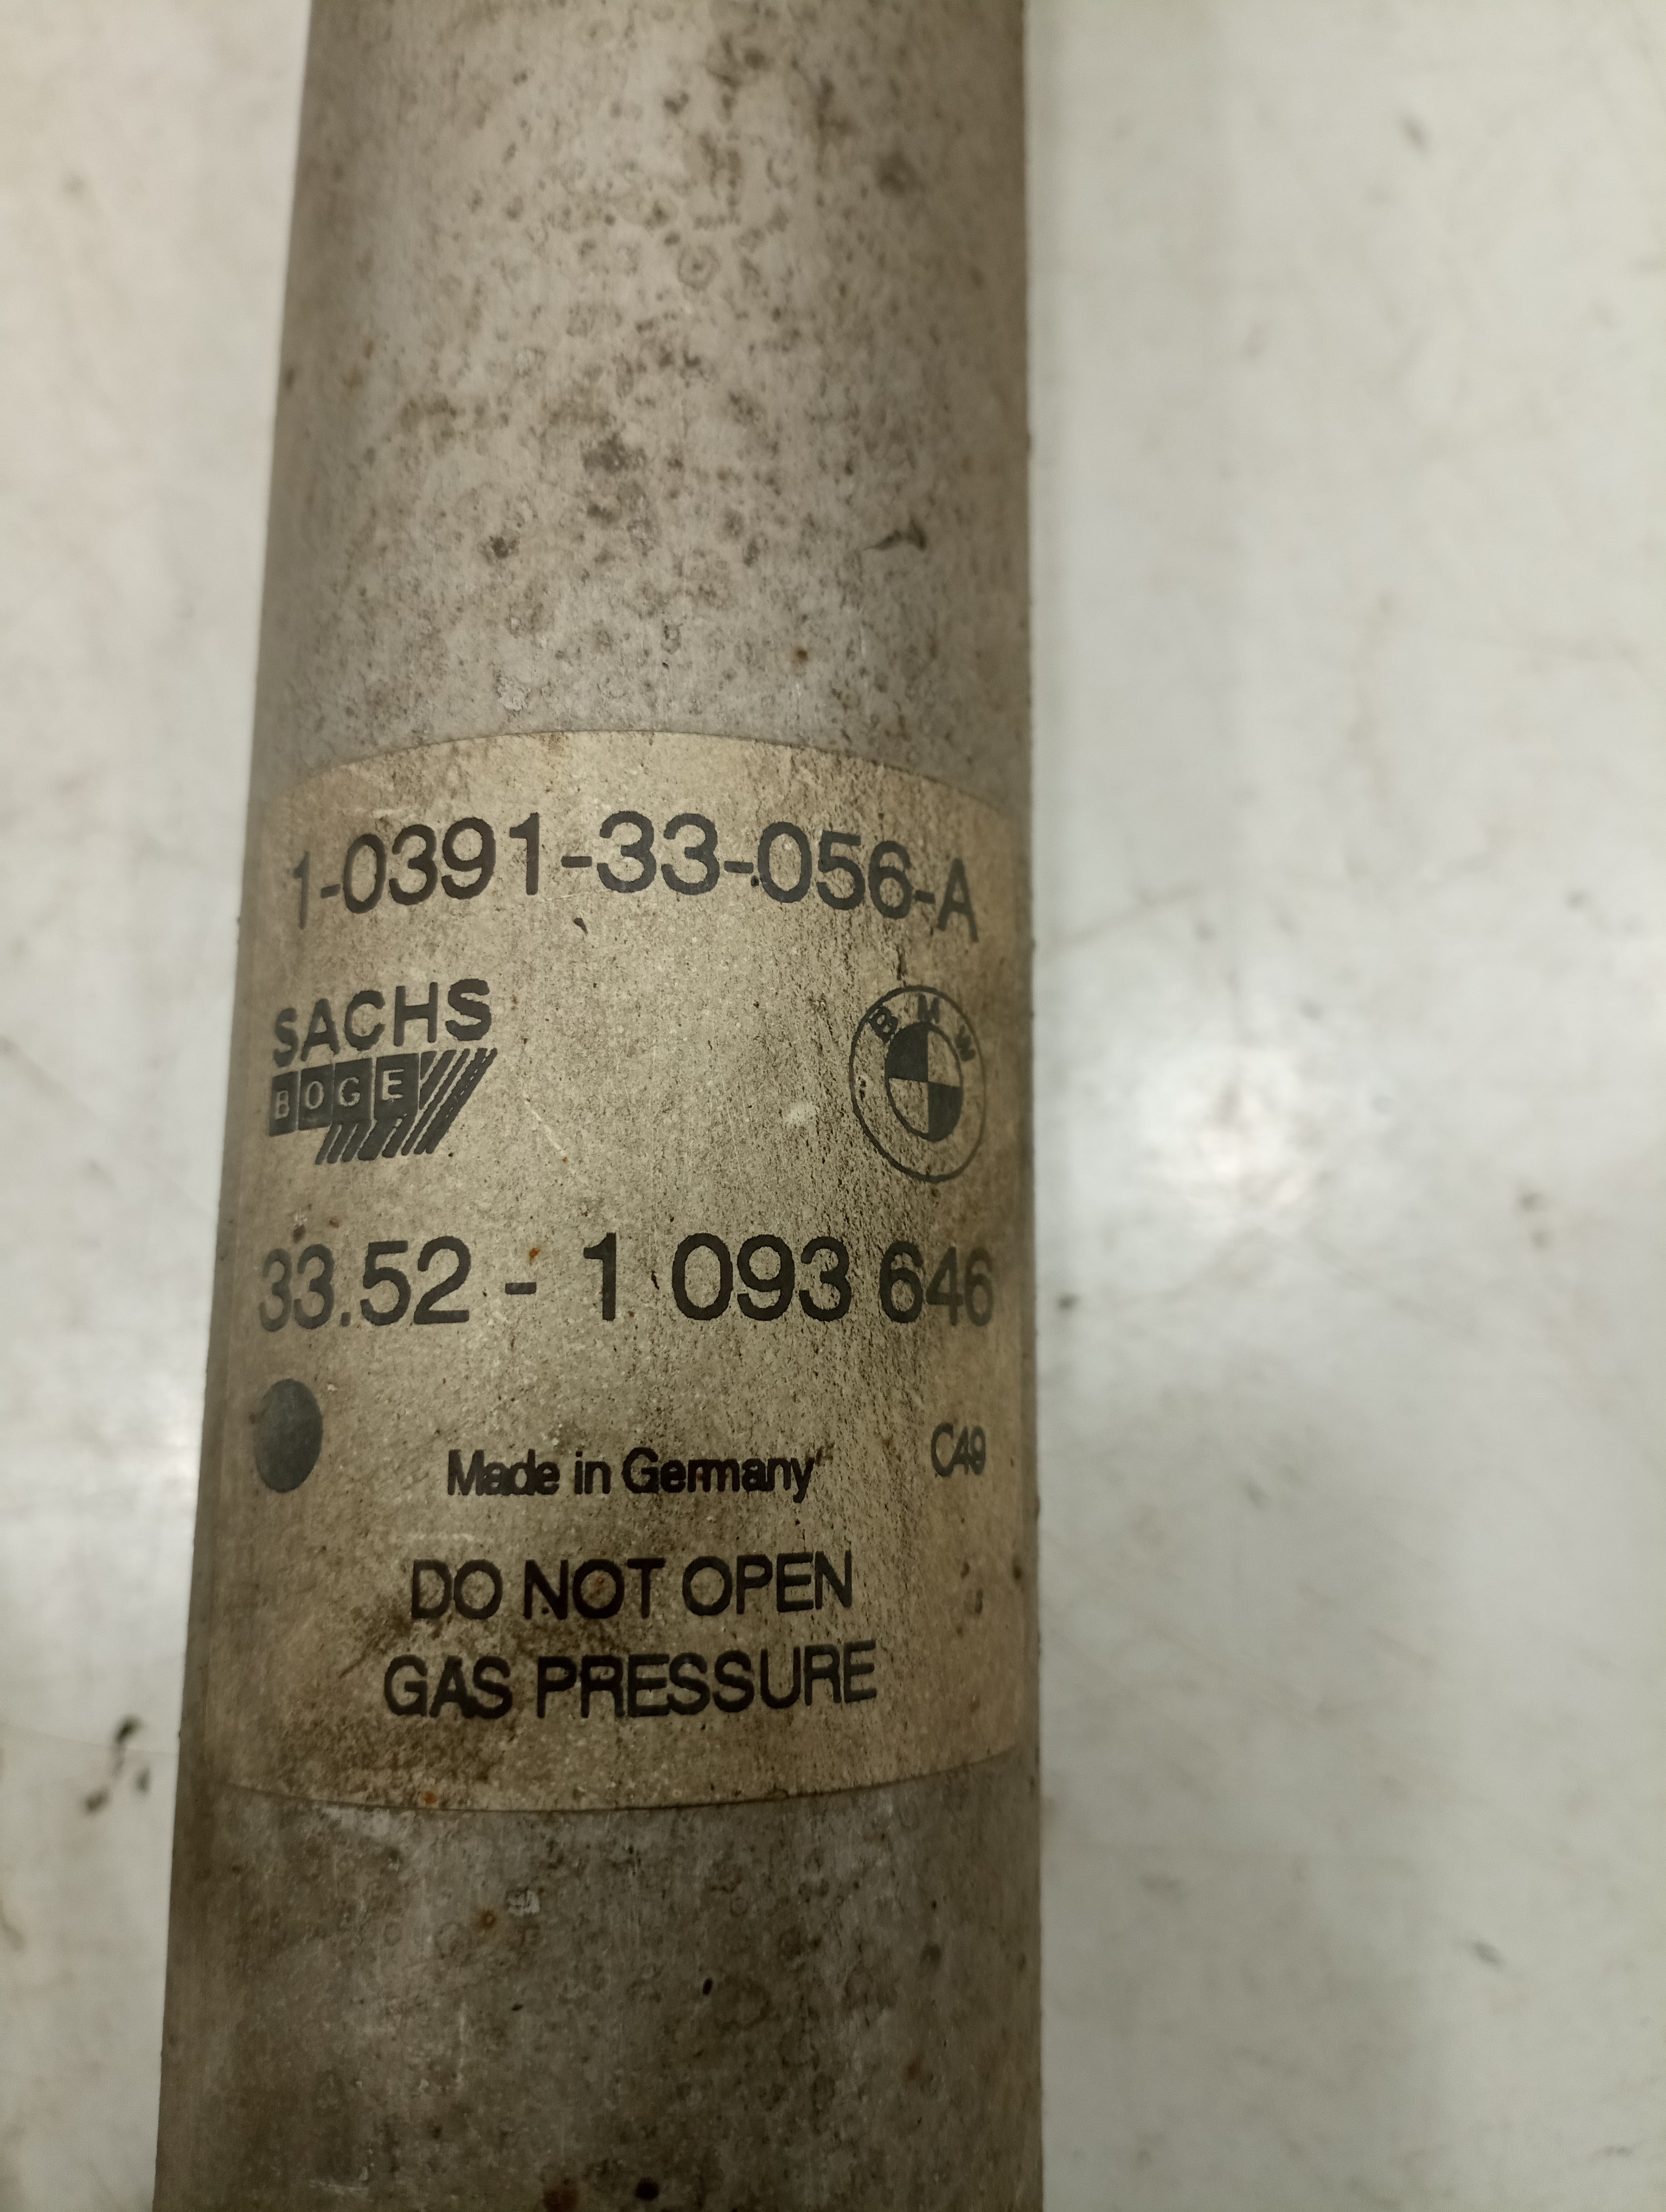 1-0391-33-056-A
SACHS
BOGE
BMW
33.52 - 1 093 646
Made in Germany
C49
DO NOT OPEN
GAS PRESSURE